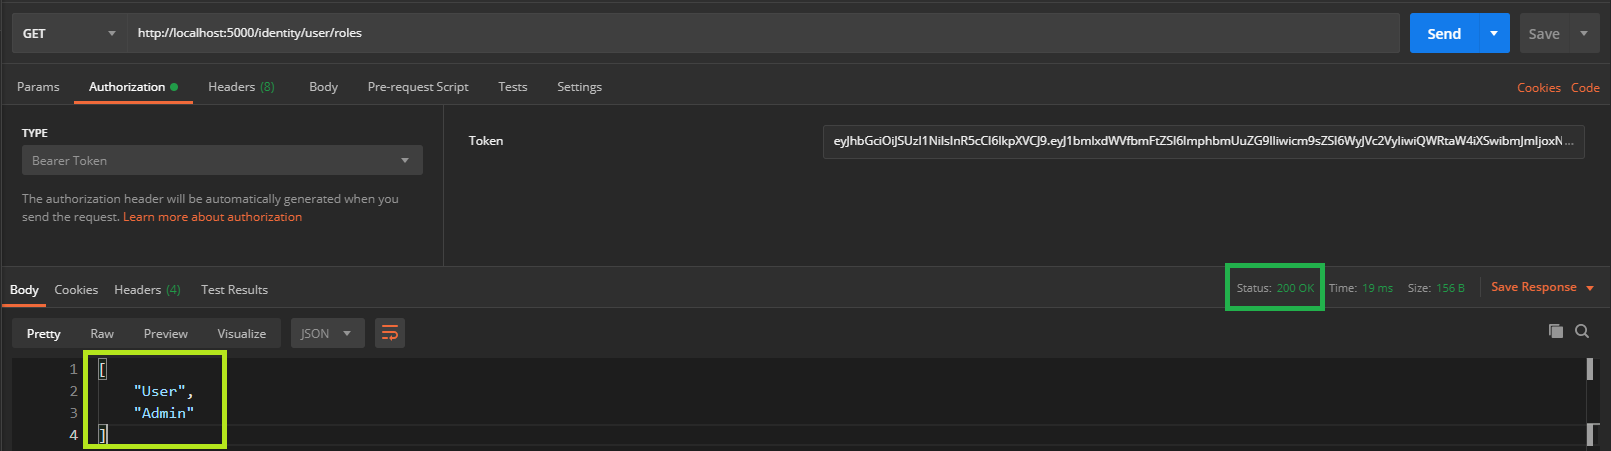 GET http://localhost:5000/identity/user/roles Send Save
Params Authorization Headers (8) Body Pre-request Script Tests Settings Cookies Code
TYPE
Bearer Token
The authorization header will be automatically generated when you
send the request. Learn more about authorization
Token
Body Cookies Headers (4) Test Results Status: 200 OK Time: 19 ms Size: 156 B Save Response
Pretty Raw Preview Visualize JSON
1 [
2 "User",
3 "Admin"
4 ]